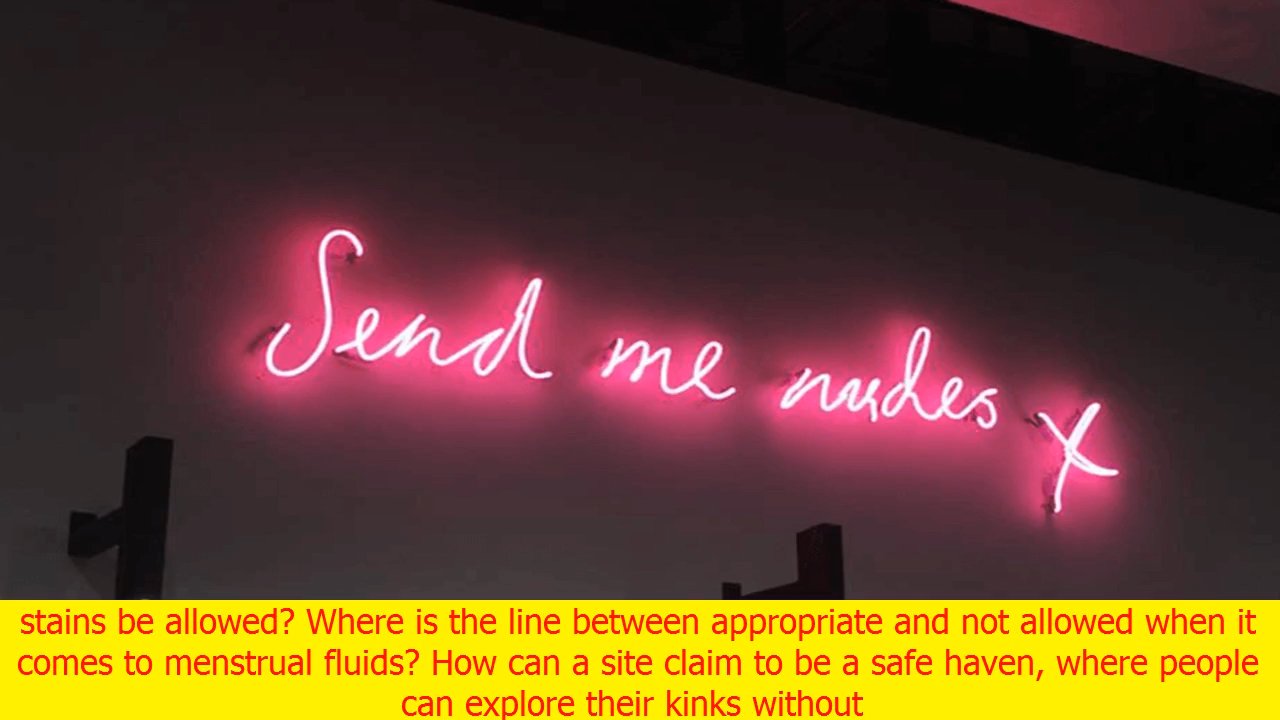 Send me nudes x
stains be allowed? Where is the line between appropriate and not allowed when it
comes to menstrual fluids? How can a site claim to be a safe haven, where people
can explore their kinks without